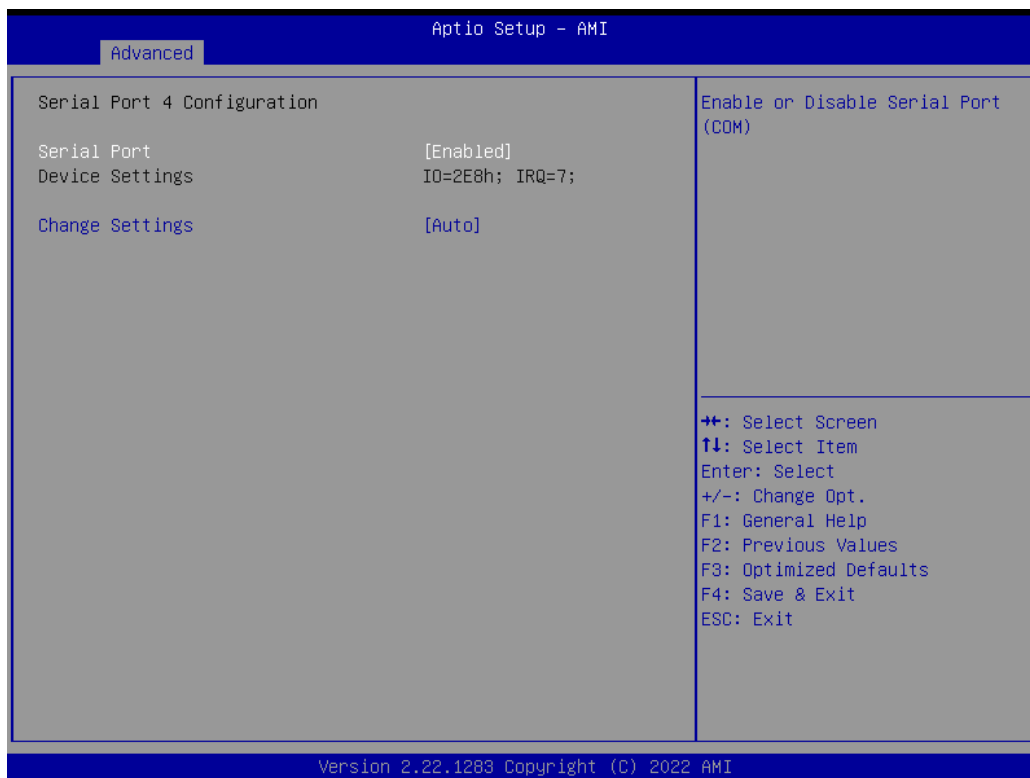 Aptio Setup – AMI
Advanced
Serial Port 4 Configuration
Serial Port [Enabled]
Device Settings IO=2E8h; IRQ=7;
Change Settings [Auto]
Enable or Disable Serial Port
(COM)
→←: Select Screen
↑↓: Select Item
Enter: Select
+/-: Change Opt.
F1: General Help
F2: Previous Values
F3: Optimized Defaults
F4: Save & Exit
ESC: Exit
Version 2.22.1283 Copyright (C) 2022 AMI